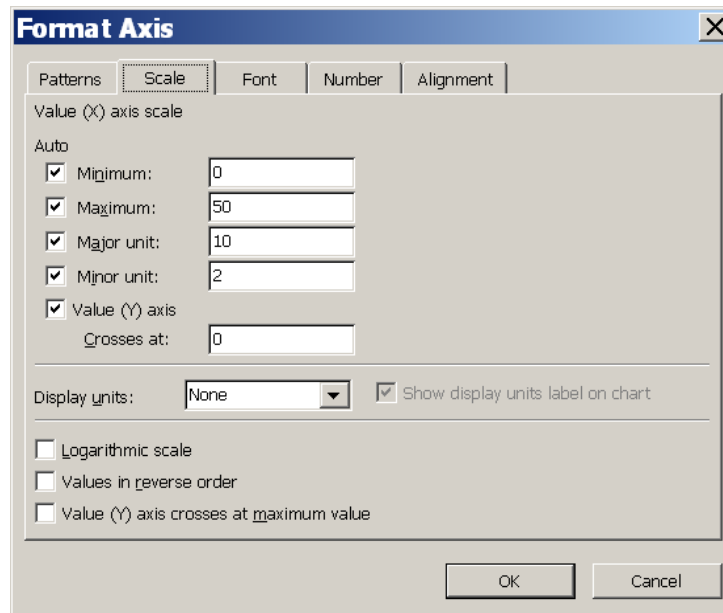 Format Axis
Patterns Scale Font Number Alignment
Value (X) axis scale
Auto
Minimum: 0
Maximum: 50
Major unit: 10
Minor unit: 2
Value (Y) axis
Crosses at: 0
Display units: None Show display units label on chart
Logarithmic scale
Values in reverse order
Value (Y) axis crosses at maximum value
OK Cancel